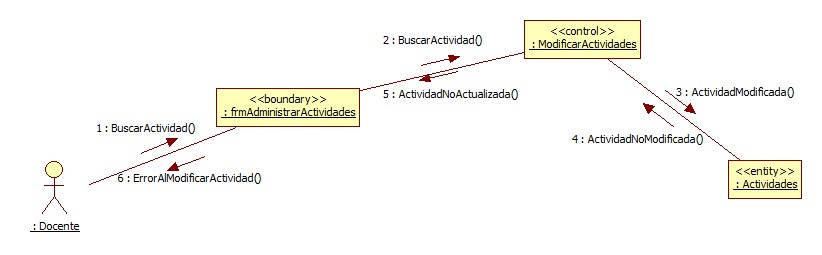 <<control>>
: ModificarActividades
2 : BuscarActividad()
5 : ActividadNoActualizada()
3 : ActividadModificada()
<<boundary>>
: frmAdministrarActividades
1 : BuscarActividad()
4 : ActividadNoModificada()
6 : ErrorAlModificarActividad()
<<entity>>
: Actividades
: Docente